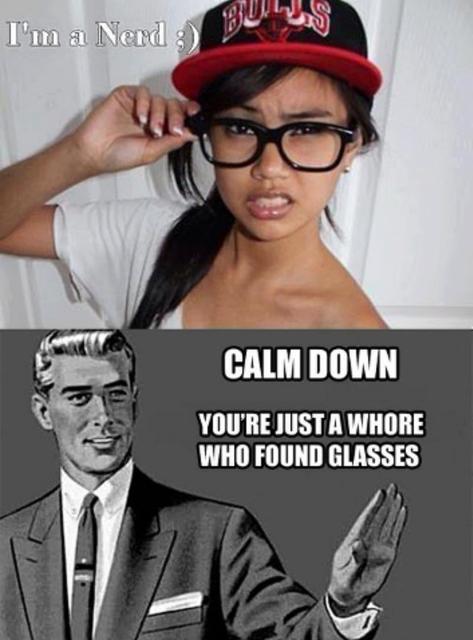 BULLS
I'm a Nerd ;)
CALM DOWN
YOU'RE JUST A WHORE
WHO FOUND GLASSES